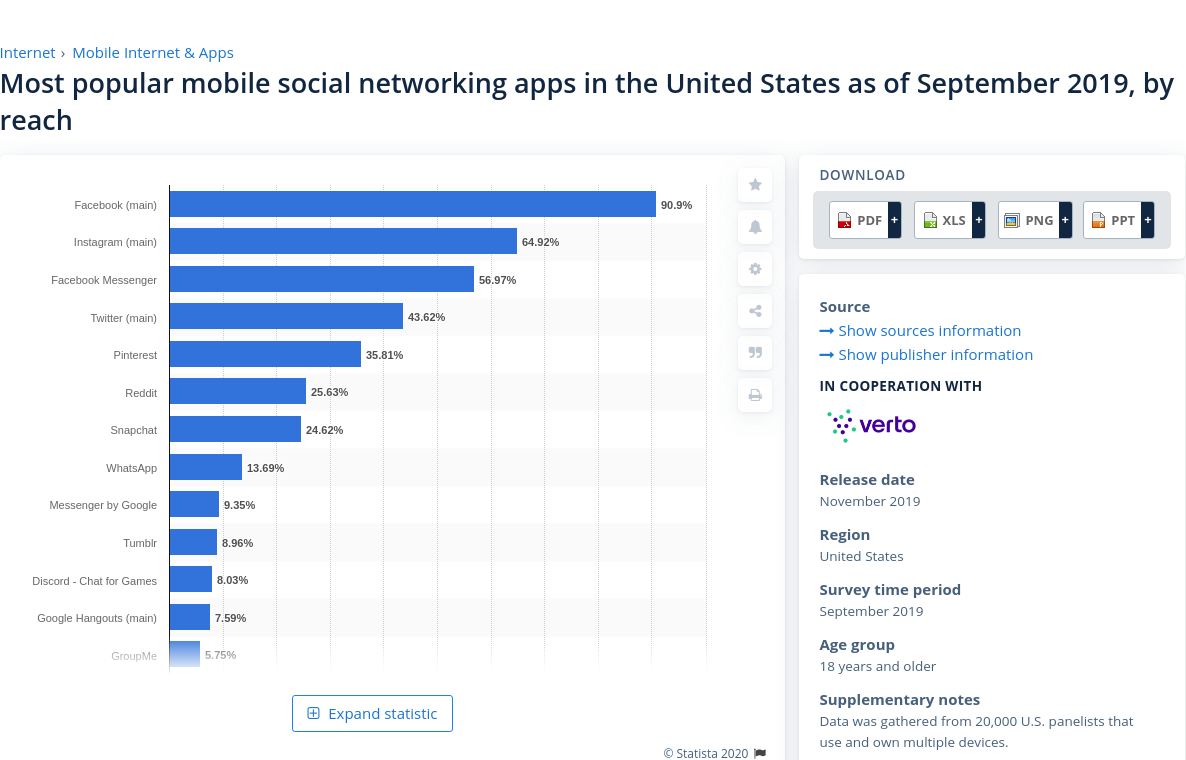 Internet › Mobile Internet & Apps
Most popular mobile social networking apps in the United States as of September 2019, by
reach
Facebook (main) 90.9%
Instagram (main) 64.92%
Facebook Messenger 56.97%
Twitter (main) 43.62%
Pinterest 35.81%
Reddit 25.63%
Snapchat 24.62%
WhatsApp 13.69%
Messenger by Google 9.35%
Tumblr 8.96%
Discord - Chat for Games 8.03%
Google Hangouts (main) 7.59%
GroupMe 5.75%
Expand statistic
© Statista 2020
DOWNLOAD
PDF + XLS + PNG + PPT +
Source
Show sources information
Show publisher information
IN COOPERATION WITH
verto
Release date
November 2019
Region
United States
Survey time period
September 2019
Age group
18 years and older
Supplementary notes
Data was gathered from 20,000 U.S. panelists that
use and own multiple devices.